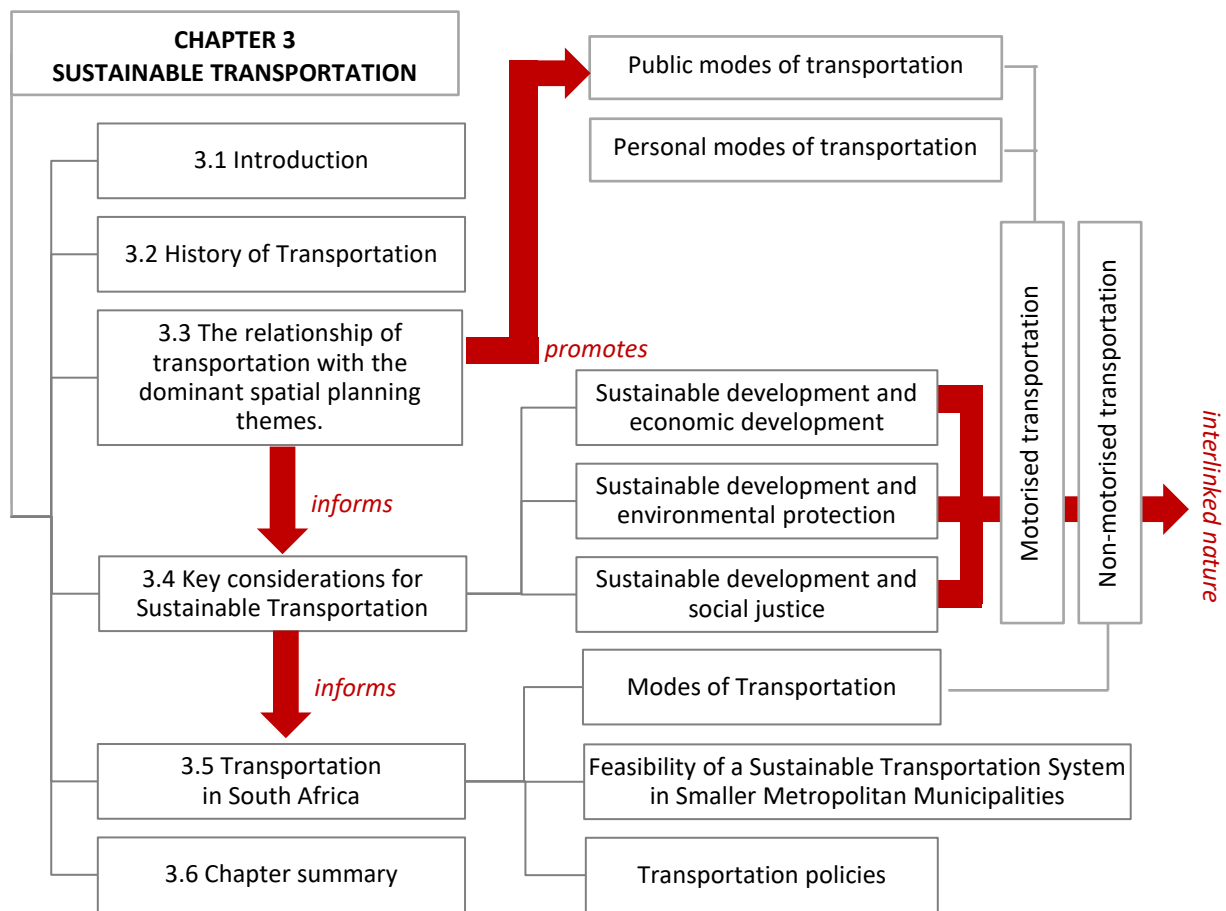 CHAPTER 3
SUSTAINABLE TRANSPORTATION
3.1 Introduction
3.2 History of Transportation
3.3 The relationship of
transportation with the
dominant spatial planning
themes.
promotes
Public modes of transportation
Personal modes of transportation
informs
3.4 Key considerations for
Sustainable Transportation
Sustainable development and
economic development
Sustainable development and
environmental protection
Sustainable development and
social justice
Motorised transportation
Non-motorised transportation
interlinked
nature
informs
3.5 Transportation
in South Africa
Modes of Transportation
Feasibility of a Sustainable Transportation System
in Smaller Metropolitan Municipalities
Transportation policies
3.6 Chapter summary